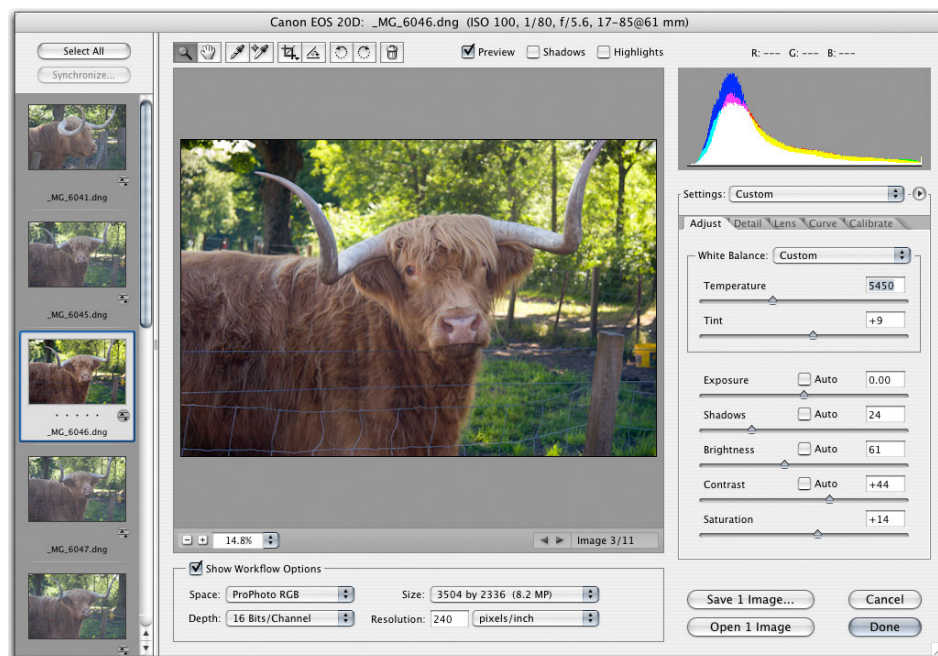 Canon EOS 20D:  _MG_6046.dng  (ISO 100, 1/80, f/5.6, 17–85@61 mm)
Select All
Synchronize...
Preview
Shadows
Highlights
R: --- G: --- B: ---
_MG_6041.dng
_MG_6045.dng
_MG_6046.dng
_MG_6047.dng
14.8%
Image 3/11
Settings: Custom
Adjust Detail Lens Curve Calibrate
White Balance: Custom
Temperature 5450
Tint +9
Exposure Auto 0.00
Shadows Auto 24
Brightness Auto 61
Contrast Auto +44
Saturation +14
Show Workflow Options
Space: ProPhoto RGB Size: 3504 by 2336 (8.2 MP)
Depth: 16 Bits/Channel Resolution: 240 pixels/inch
Save 1 Image... Cancel
Open 1 Image Done